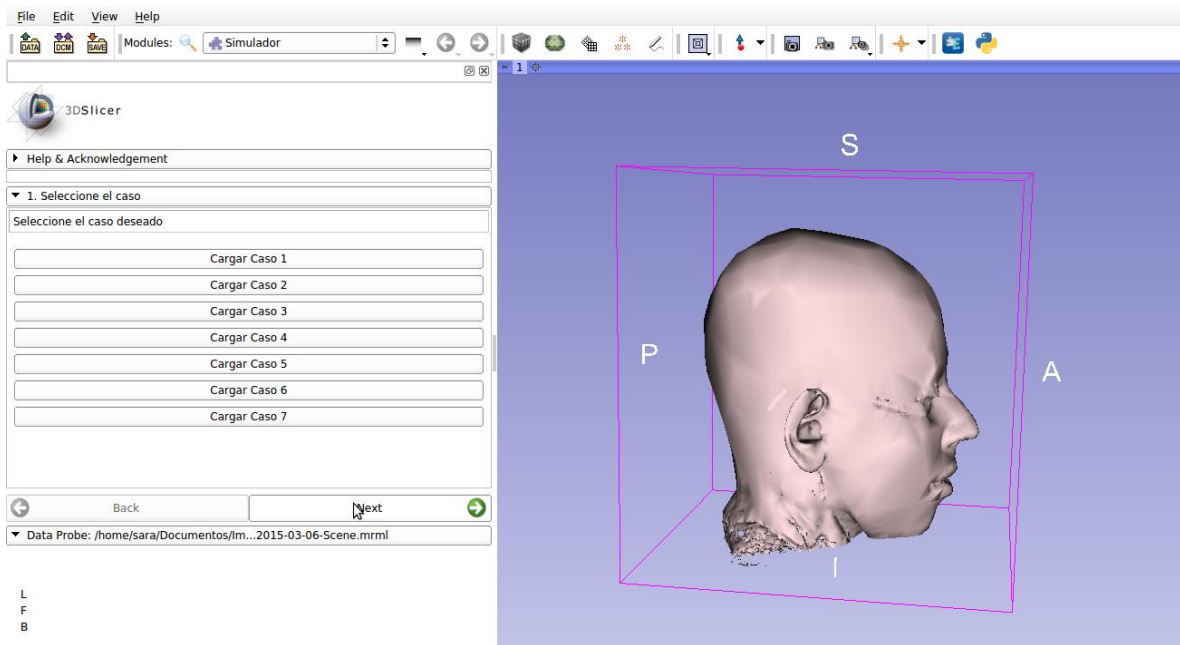 File Edit View Help
DATA DCM SAVE Modules: Simulador
1
3DSlicer
Help & Acknowledgement
1. Seleccione el caso
Seleccione el caso deseado
Cargar Caso 1
Cargar Caso 2
Cargar Caso 3
Cargar Caso 4
Cargar Caso 5
Cargar Caso 6
Cargar Caso 7
Back Next
Data Probe: /home/sara/Documentos/Im...2015-03-06-Scene.mrml
L
F
B
S
P
A
I